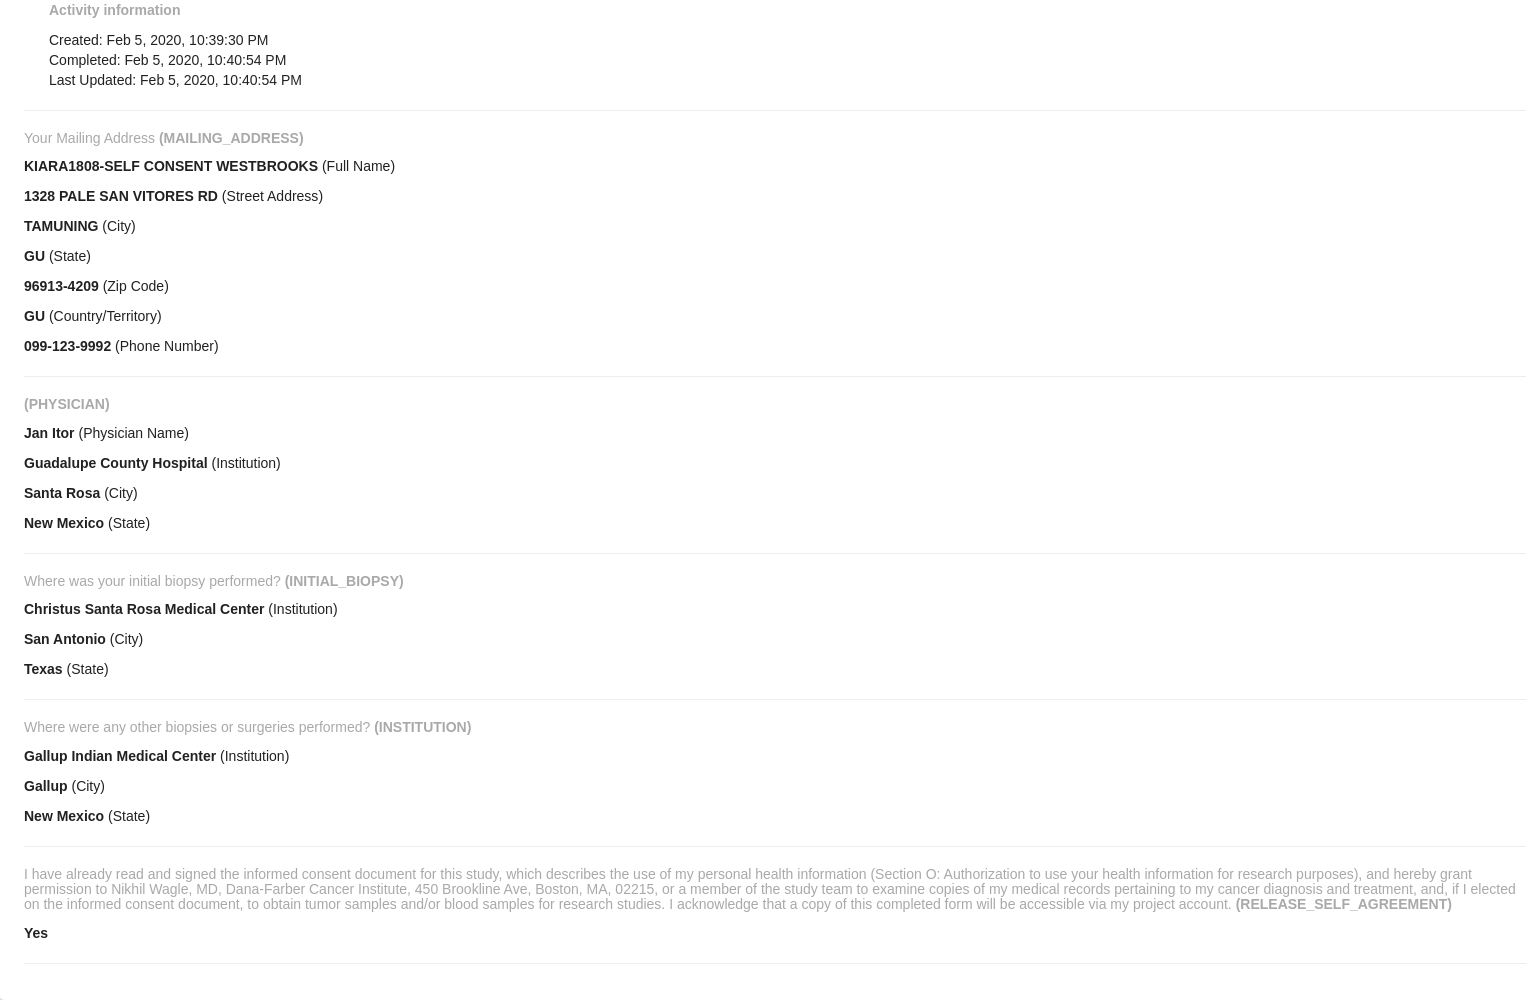 Activity information
Created: Feb 5, 2020, 10:39:30 PM
Completed: Feb 5, 2020, 10:40:54 PM
Last Updated: Feb 5, 2020, 10:40:54 PM
Your Mailing Address (MAILING_ADDRESS)
KIARA1808-SELF CONSENT WESTBROOKS (Full Name)
1328 PALE SAN VITORES RD (Street Address)
TAMUNING (City)
GU (State)
96913-4209 (Zip Code)
GU (Country/Territory)
099-123-9992 (Phone Number)
(PHYSICIAN)
Jan Itor (Physician Name)
Guadalupe County Hospital (Institution)
Santa Rosa (City)
New Mexico (State)
Where was your initial biopsy performed? (INITIAL_BIOPSY)
Christus Santa Rosa Medical Center (Institution)
San Antonio (City)
Texas (State)
Where were any other biopsies or surgeries performed? (INSTITUTION)
Gallup Indian Medical Center (Institution)
Gallup (City)
New Mexico (State)
I have already read and signed the informed consent document for this study, which describes the use of my personal health information (Section O: Authorization to use your health information for research purposes), and hereby grant
permission to Nikhil Wagle, MD, Dana-Farber Cancer Institute, 450 Brookline Ave, Boston, MA, 02215, or a member of the study team to examine copies of my medical records pertaining to my cancer diagnosis and treatment, and, if I elected
on the informed consent document, to obtain tumor samples and/or blood samples for research studies. I acknowledge that a copy of this completed form will be accessible via my project account. (RELEASE_SELF_AGREEMENT)
Yes